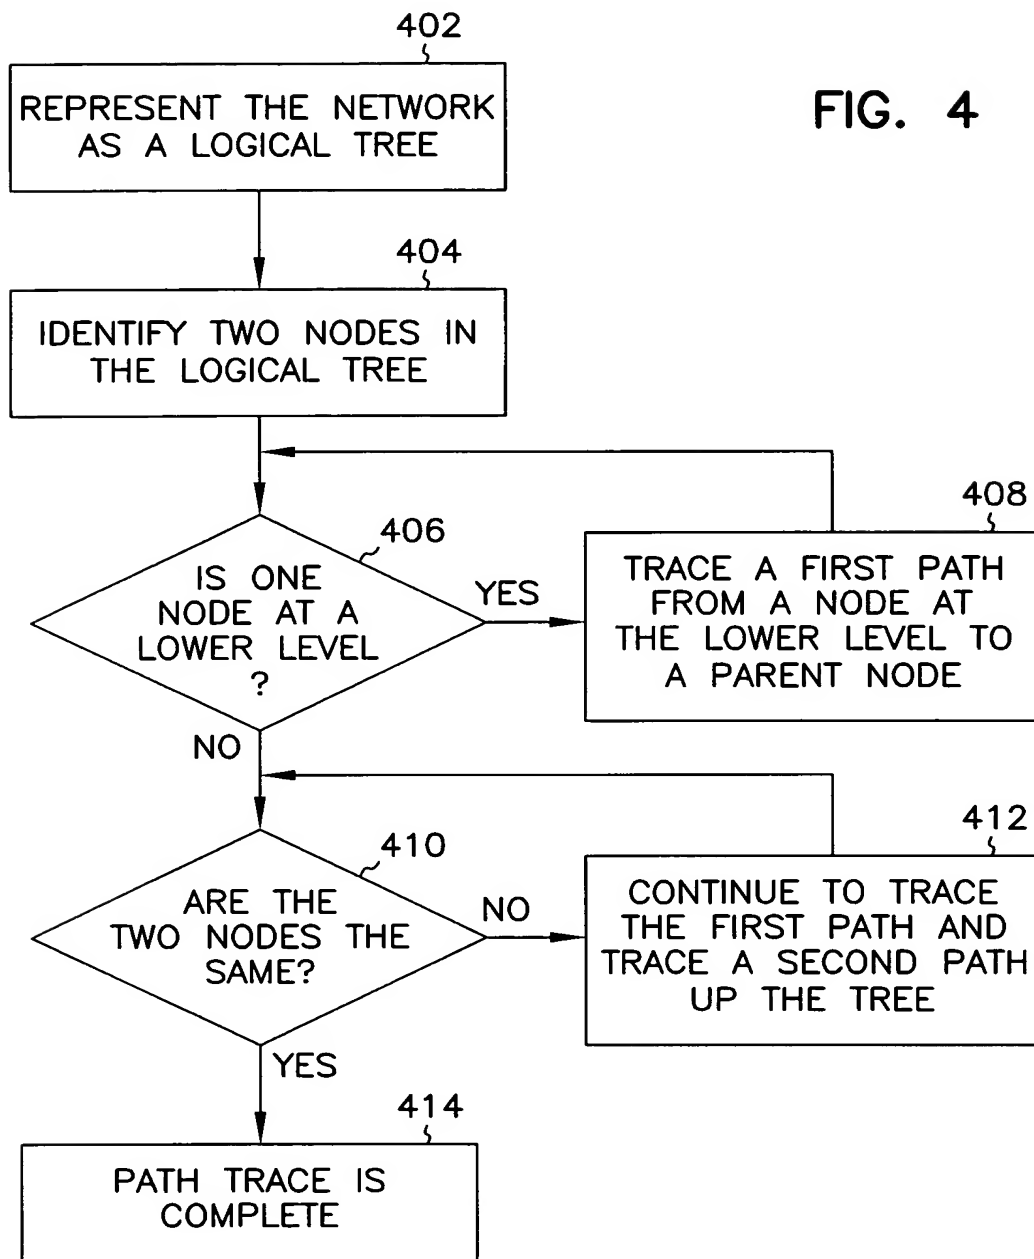 402
REPRESENT THE NETWORK
AS A LOGICAL TREE
FIG. 4
404
IDENTIFY TWO NODES IN
THE LOGICAL TREE
406
IS ONE
NODE AT A
LOWER LEVEL
?
YES
408
TRACE A FIRST PATH
FROM A NODE AT
THE LOWER LEVEL TO
A PARENT NODE
NO
410
ARE THE
TWO NODES THE
SAME?
NO
412
CONTINUE TO TRACE
THE FIRST PATH AND
TRACE A SECOND PATH
UP THE TREE
YES
414
PATH TRACE IS
COMPLETE